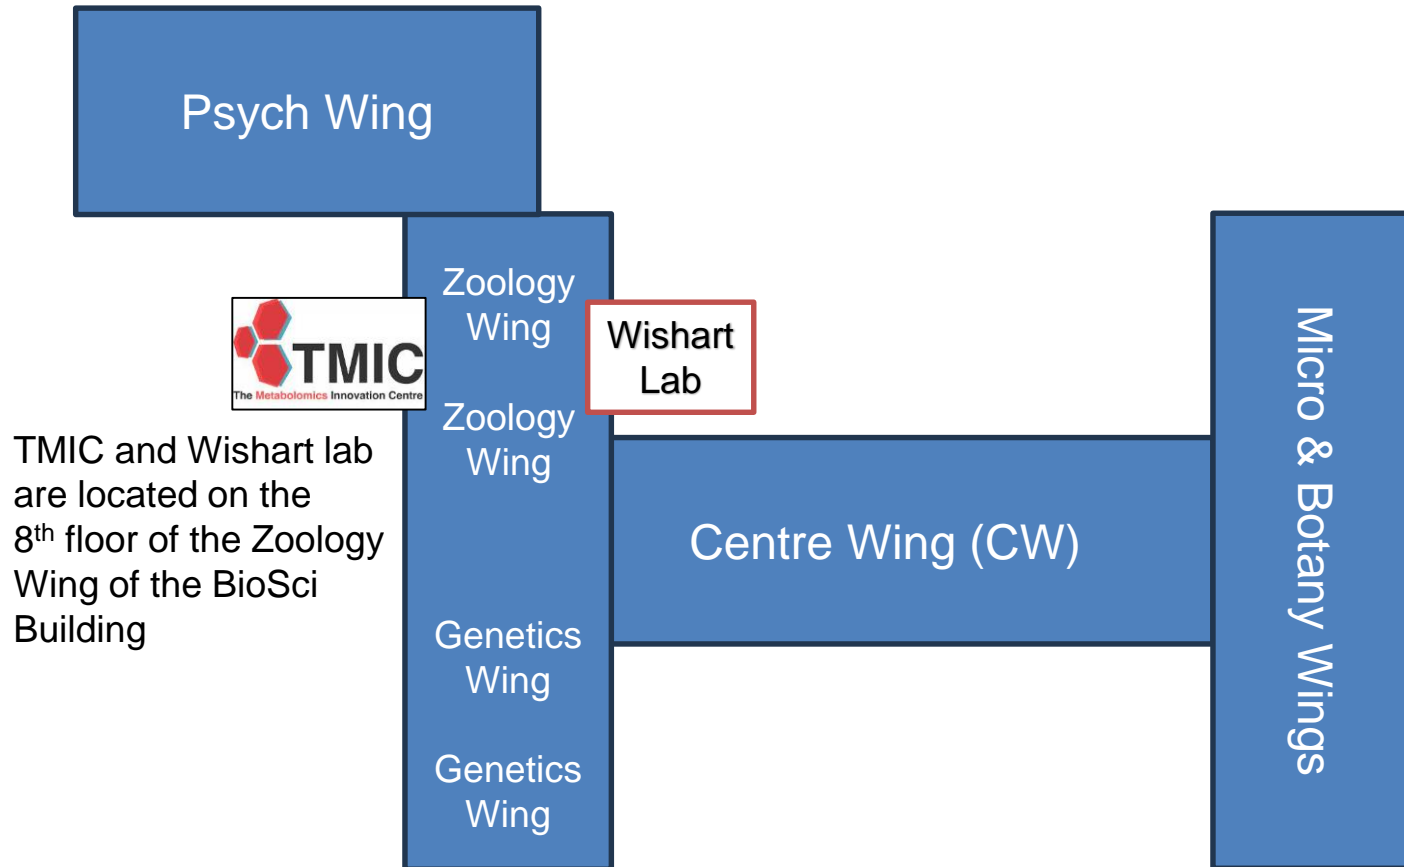 Psych Wing
Zoology
Wing
TMIC
The Metabolomics Innovation Centre
Wishart
Lab
Zoology
Wing
TMIC and Wishart lab
are located on the
8th floor of the Zoology
Wing of the BioSci
Building
Centre Wing (CW)
Genetics
Wing
Genetics
Wing
Micro & Botany Wings